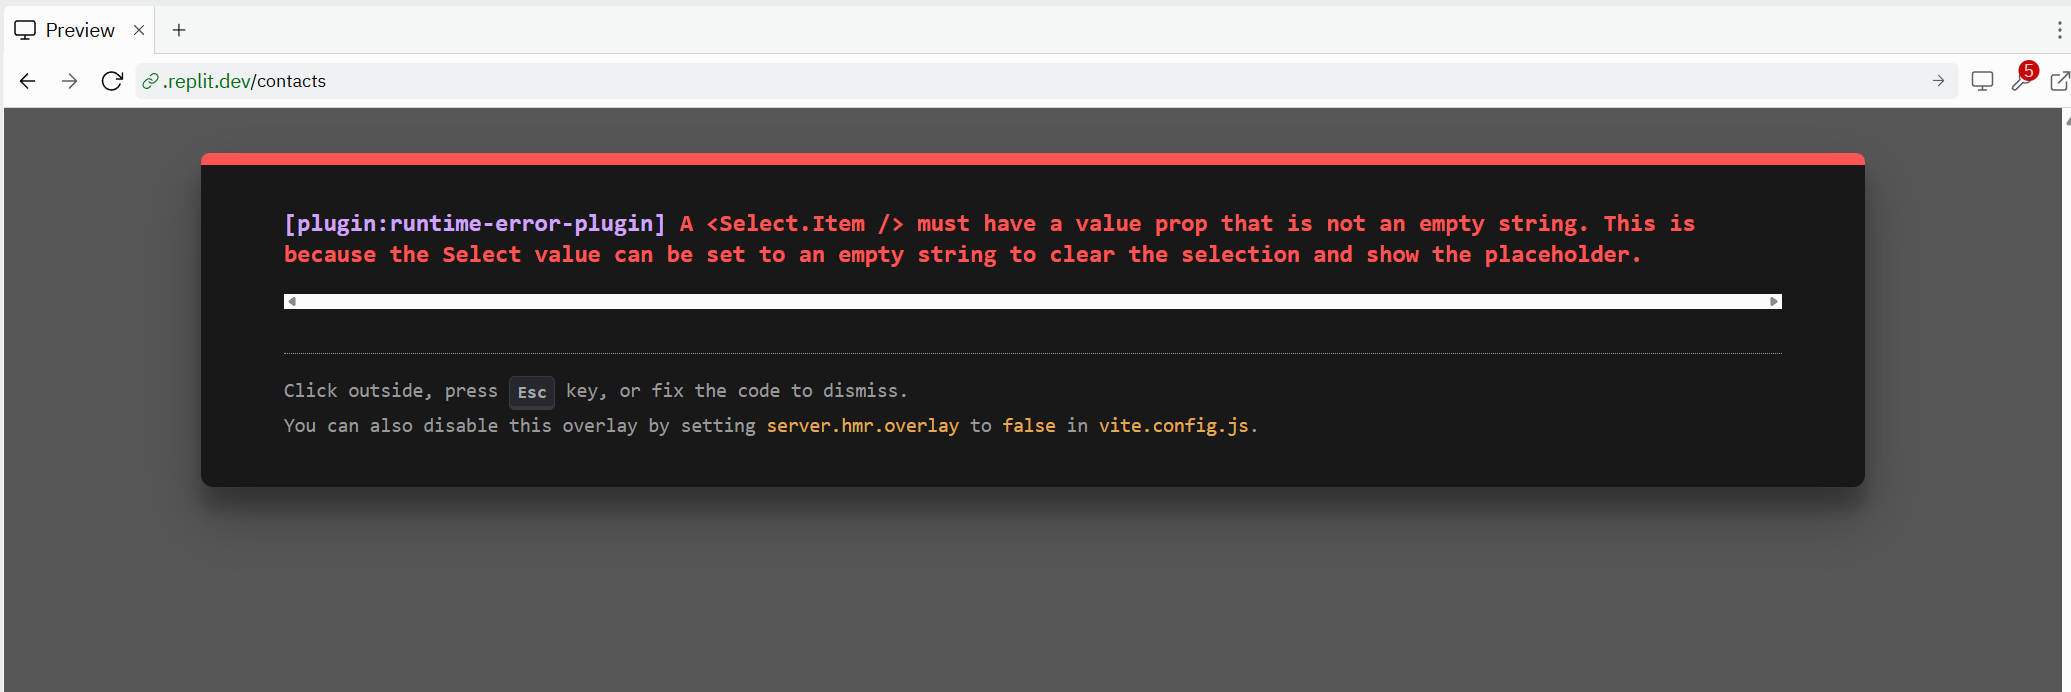 Preview
.replit.dev/contacts
5
[plugin:runtime-error-plugin] A <Select.Item /> must have a value prop that is not an empty string. This is
because the Select value can be set to an empty string to clear the selection and show the placeholder.
Click outside, press Esc key, or fix the code to dismiss.
You can also disable this overlay by setting server.hmr.overlay to false in vite.config.js.